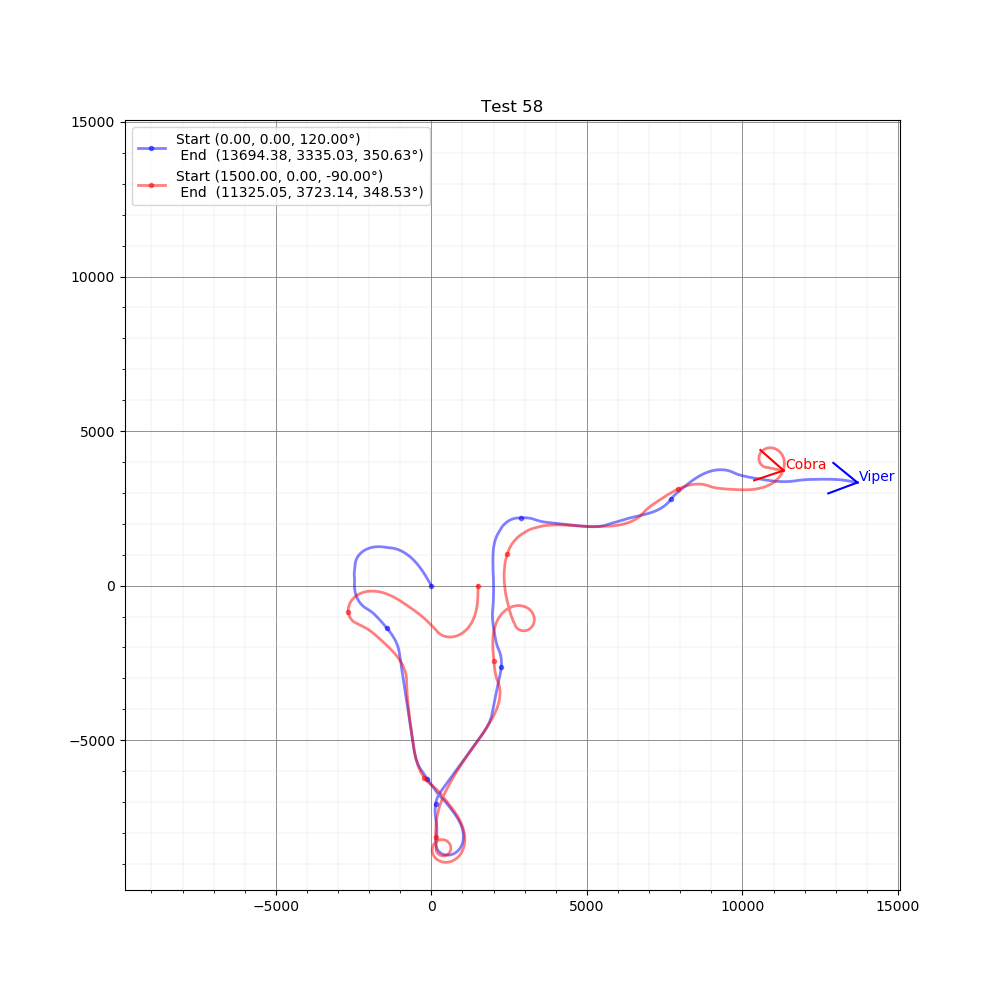 Test 58
Start (0.00, 0.00, 120.00°)
End (13694.38, 3335.03, 350.63°)
Start (1500.00, 0.00, -90.00°)
End (11325.05, 3723.14, 348.53°)
15000
10000
5000
0
−5000
Cobra
Viper
−5000
0
5000
10000
15000